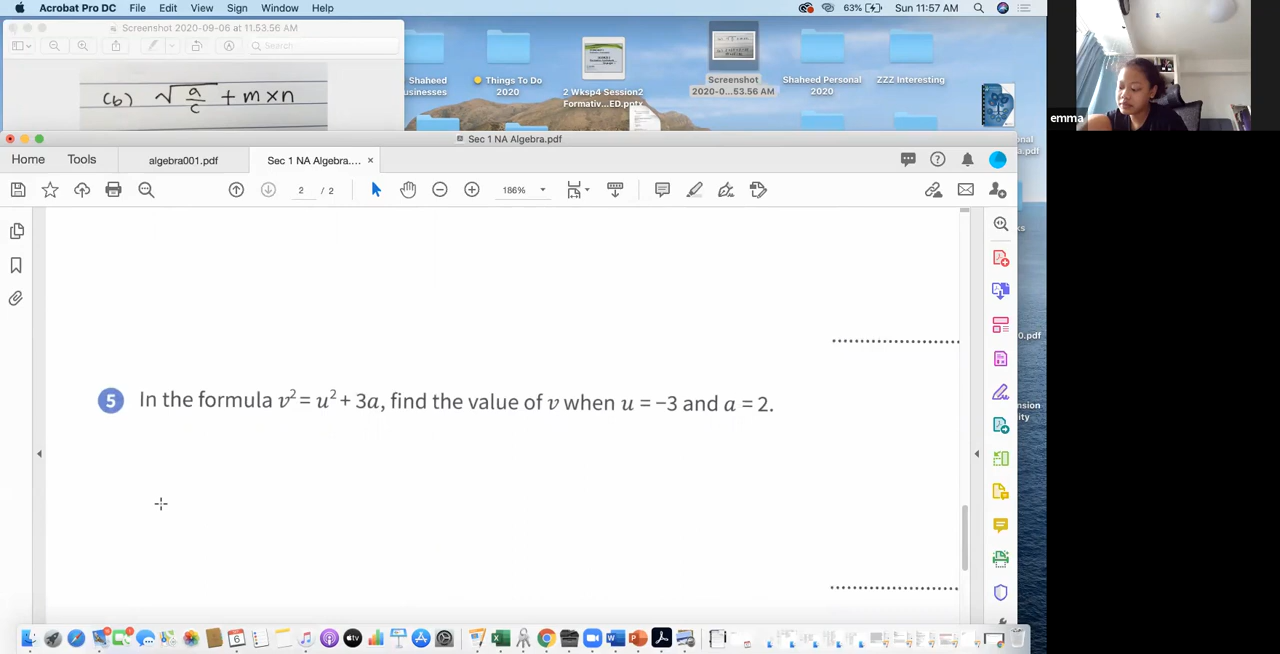 Acrobat Pro DC File Edit View Sign Window Help
63% Sun 11:57 AM
Screenshot 2020-09-06 at 11.53.56 AM
Search
(b) √a/c + m × n
Shaheed
Things To Do
2020
2 Wksp4 Session2
Formativ...ED.pptx
Screenshot
2020-0...53.56 AM
Shaheed Personal
2020
ZZZ Interesting
emma
Sec 1 NA Algebra.pdf
Home Tools algebra001.pdf Sec 1 NA Algebra.... ×
2 / 2 186%
5 In the formula v² = u² + 3a, find the value of v when u = −3 and a = 2.